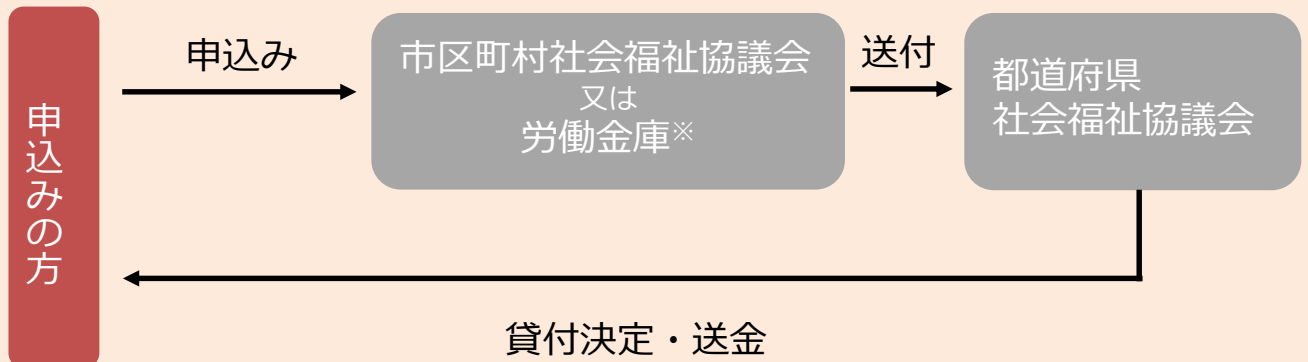 申込みの方
申込み
市区町村社会福祉協議会
又は
労働金庫※
送付
都道府県
社会福祉協議会
貸付決定・送金